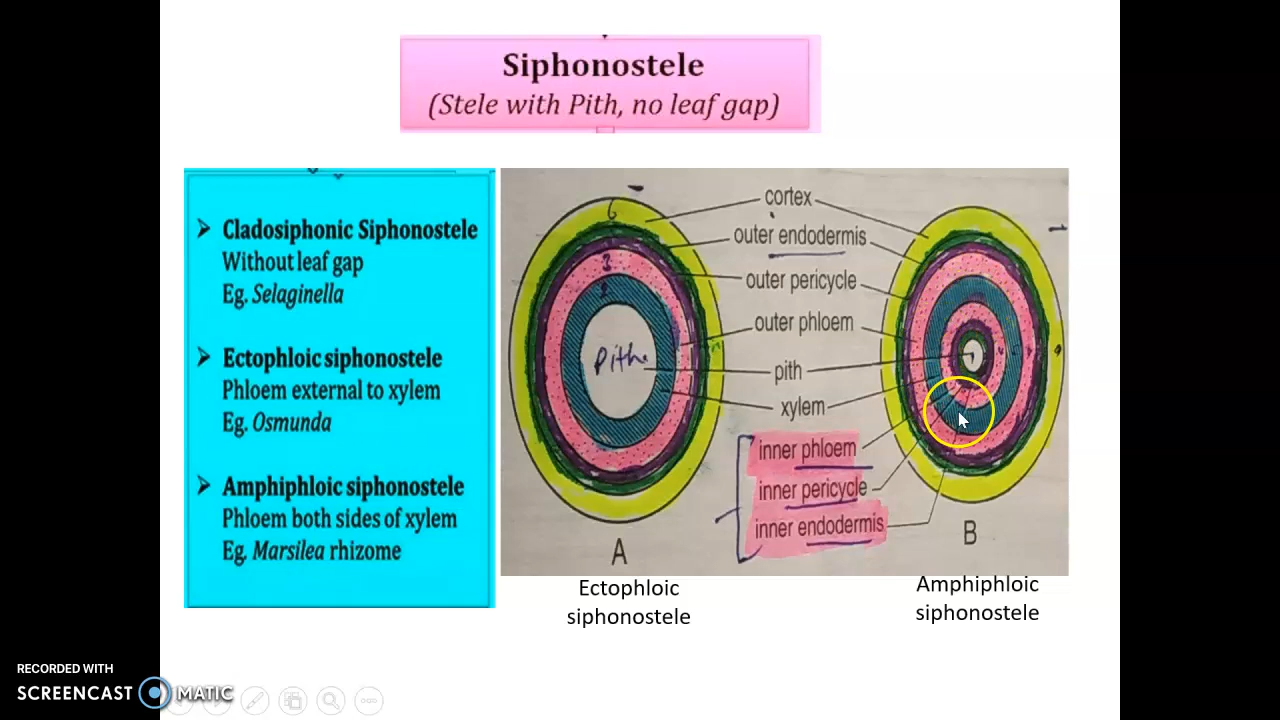 Siphonostele
(Stele with Pith, no leaf gap)
➢ Cladosiphonic Siphonostele
Without leaf gap
Eg. Selaginella
➢ Ectophloic siphonostele
Phloem external to xylem
Eg. Osmunda
➢ Amphiphloic siphonostele
Phloem both sides of xylem
Eg. Marsilea rhizome
cortex
outer endodermis
outer pericycle
outer phloem
pith
xylem
inner phloem
inner pericycle
inner endodermis
Pith
A
B
Ectophloic
siphonostele
Amphiphloic
siphonostele
RECORDED WITH
SCREENCAST MATIC